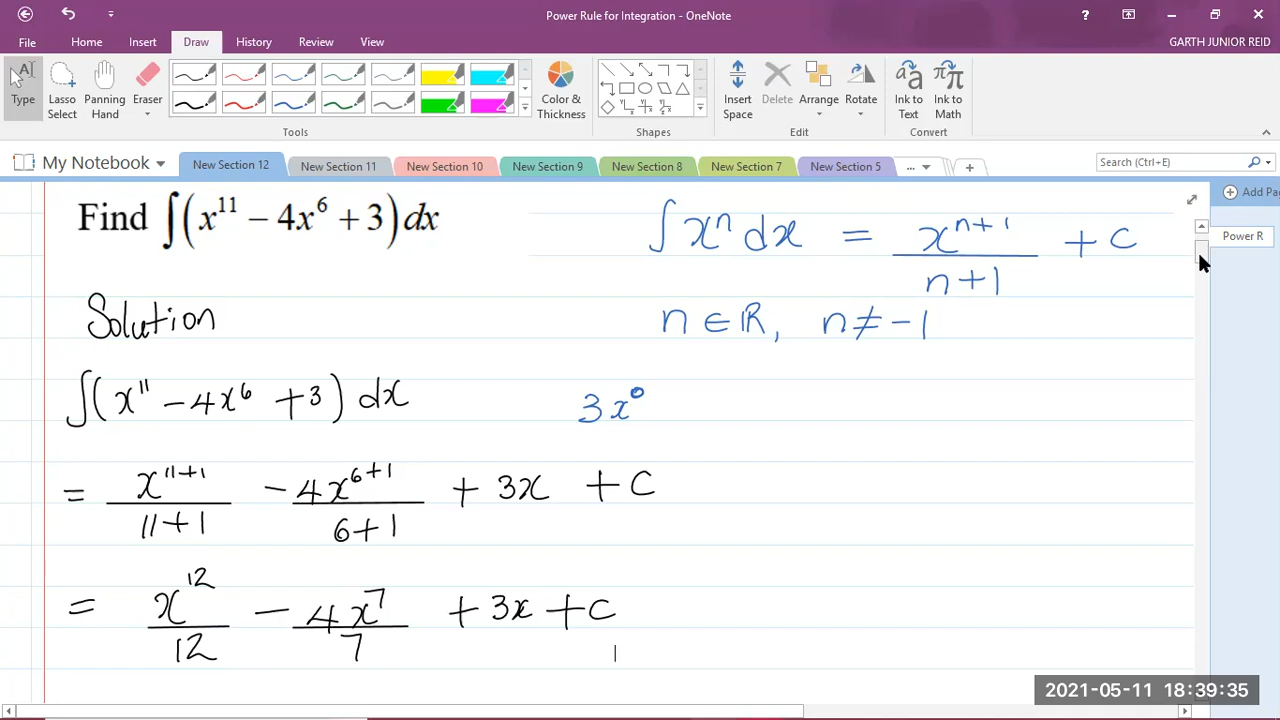 Power Rule for Integration - OneNote
File Home Insert Draw History Review View GARTH JUNIOR REID
Type Lasso Select Panning Hand Eraser Color & Thickness Insert Space Delete Arrange Rotate Ink to Text Ink to Math
Tools Shapes Edit Convert
My Notebook New Section 12 New Section 11 New Section 10 New Section 9 New Section 8 New Section 7 New Section 5 ... Search (Ctrl+E)
Add Pa
Power R
Find ∫(x¹¹ − 4x⁶ + 3)dx
∫xⁿ dx = xⁿ⁺¹/(n+1) + C
Solution
n ∈ ℝ, n ≠ −1
∫(x¹¹ − 4x⁶ + 3) dx
3x⁰
= x¹¹⁺¹/(11+1) − 4x⁶⁺¹/(6+1) + 3x + C
= x¹²/12 − 4x⁷/7 + 3x + C
2021-05-11 18:39:35